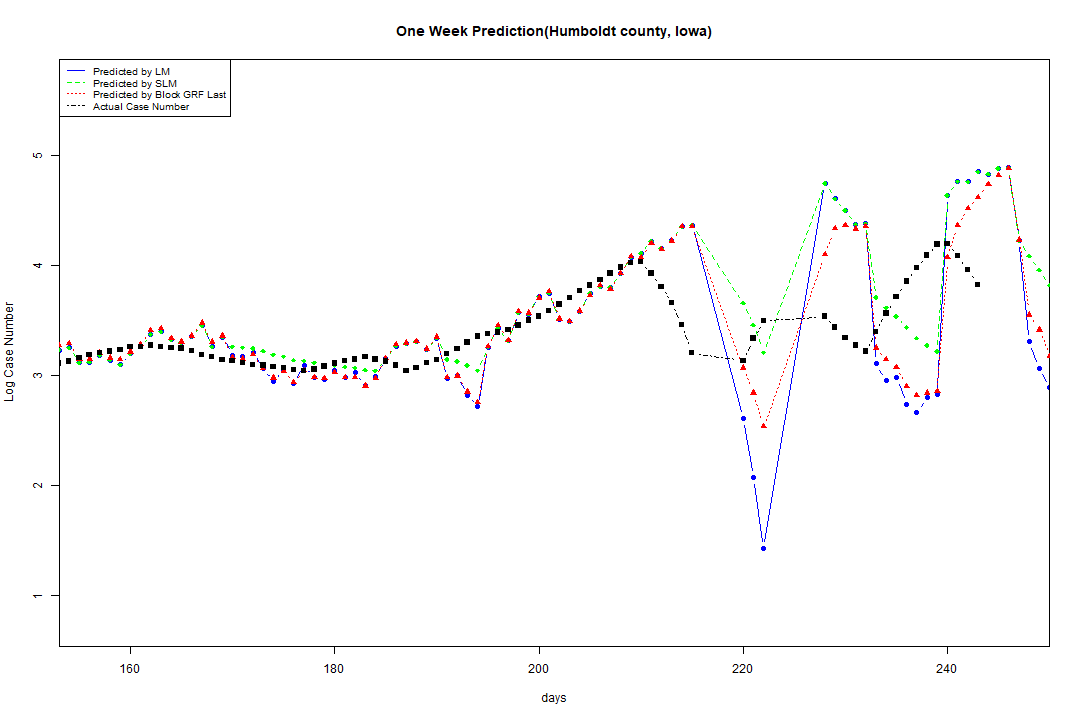 One Week Prediction(Humboldt county, Iowa)
Predicted by LM
Predicted by SLM
Predicted by Block GRF Last
Actual Case Number
Log Case Number
5
4
3
2
1
160 180 200 220 240
days